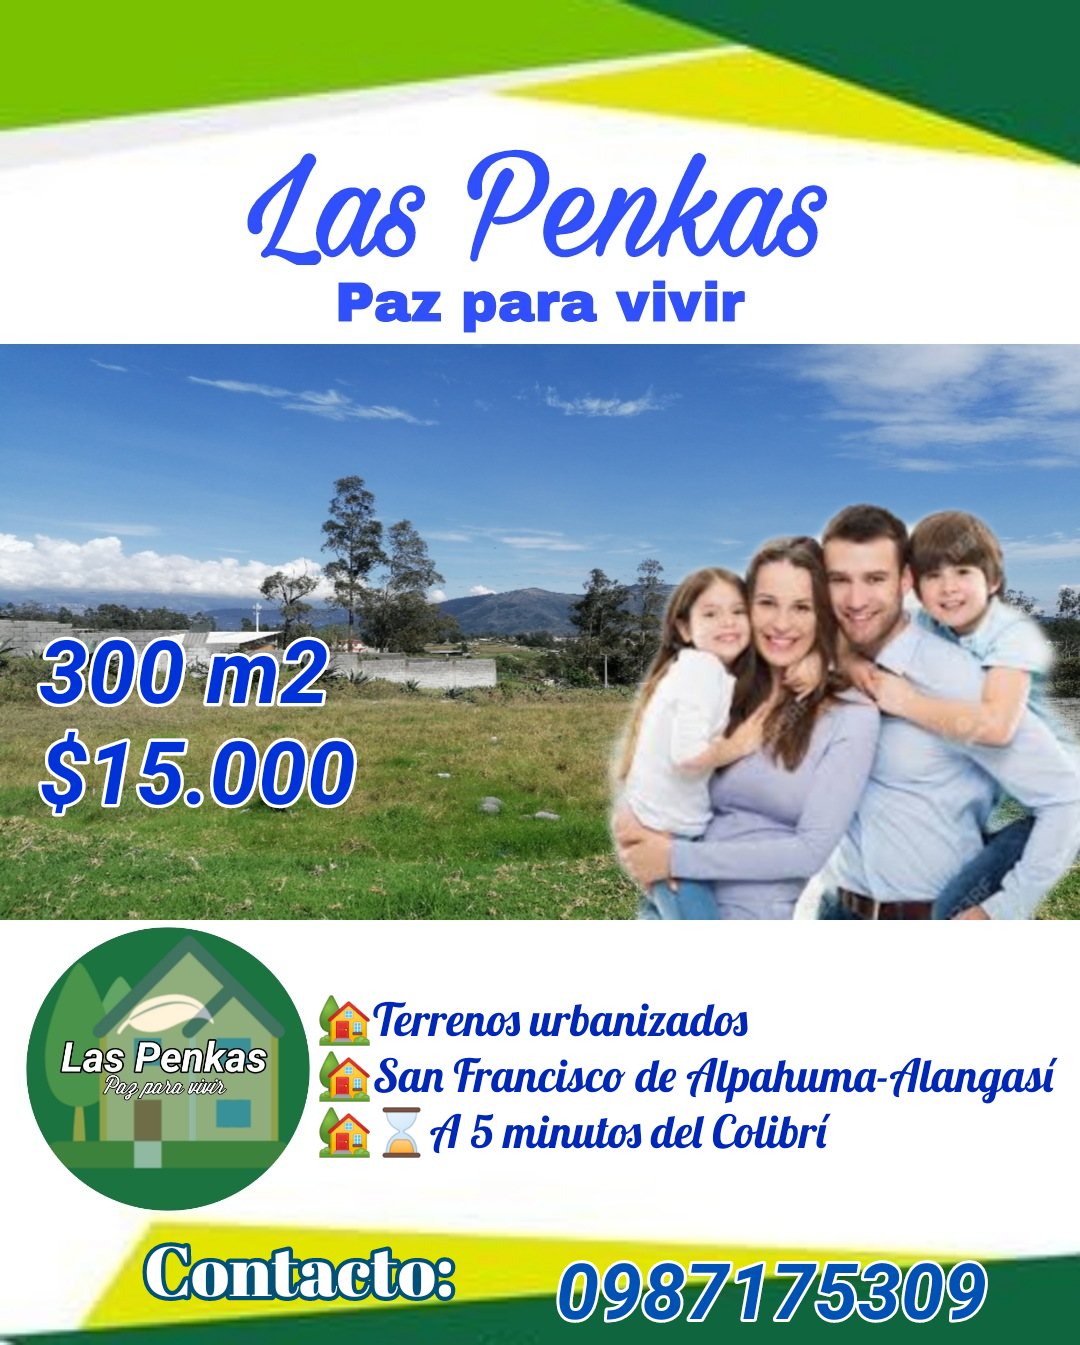 Las Penkas
Paz para vivir
300 m2
$15.000
Las Penkas
Paz para vivir
Terrenos urbanizados
San Francisco de Alpahuma-Alangasí
A 5 minutos del Colibrí
Contacto:
0987175309